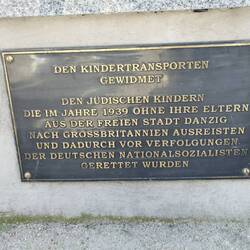 DEN KINDERTRANSPORTEN
GEWIDMET
DEN JÜDISCHEN KINDERN
DIE IM JAHRE 1939 OHNE IHRE ELTERN
AUS DER FREIEN STADT DANZIG
NACH GROSSBRITANNIEN AUSREISTEN
UND DADURCH VOR VERFOLGUNGEN
DER DEUTSCHEN NATIONALSOZIALISTEN
GERETTET WURDEN